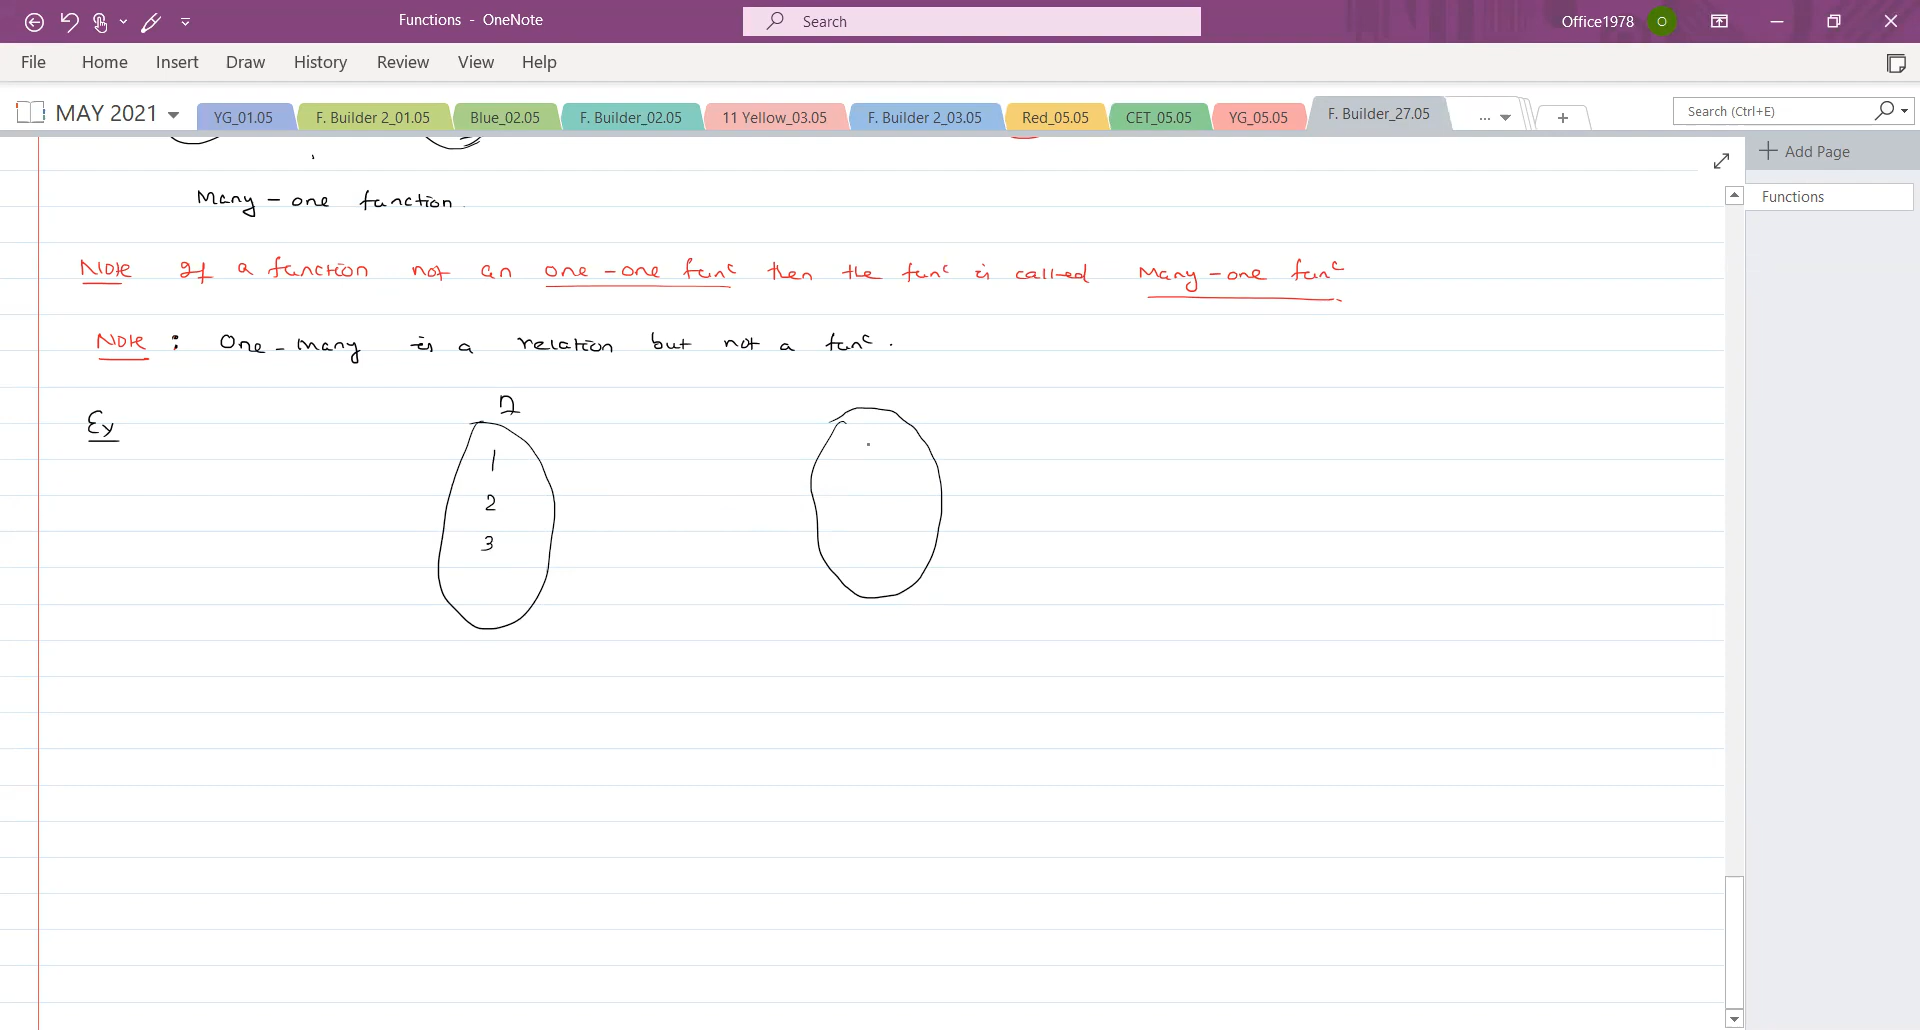 Functions - OneNote
Search
Office1978
O
File Home Insert Draw History Review View Help
MAY 2021
YG_01.05
F. Builder 2_01.05
Blue_02.05
F. Builder_02.05
11 Yellow_03.05
F. Builder 2_03.05
Red_05.05
CET_05.05
YG_05.05
F. Builder_27.05
...
+
Search (Ctrl+E)
Add Page
Functions
Many - one function.
Note If a function not an one - one func then the func is called Many - one func
Note : One - many is a relation but not a func .
Ex
1
2
3